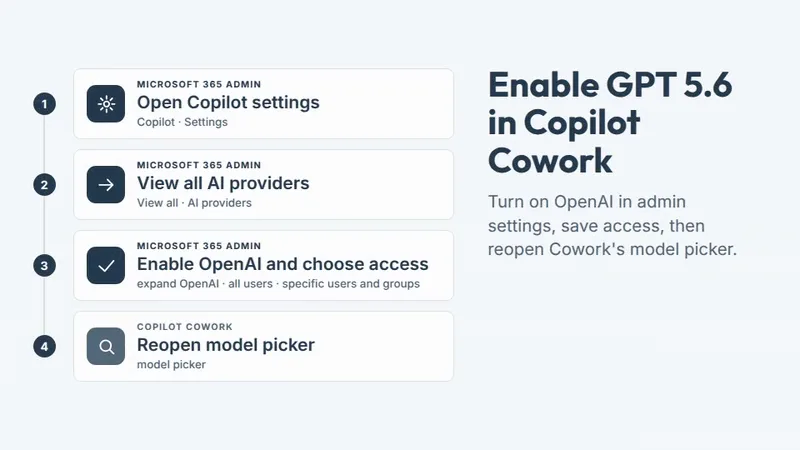 1
MICROSOFT 365 ADMIN
Open Copilot settings
Copilot · Settings
2
MICROSOFT 365 ADMIN
View all AI providers
View all · AI providers
3
MICROSOFT 365 ADMIN
Enable OpenAI and choose access
expand OpenAI · all users · specific users and groups
4
COPILOT COWORK
Reopen model picker
model picker
Enable GPT 5.6
in Copilot
Cowork
Turn on OpenAI in admin
settings, save access, then
reopen Cowork's model picker.